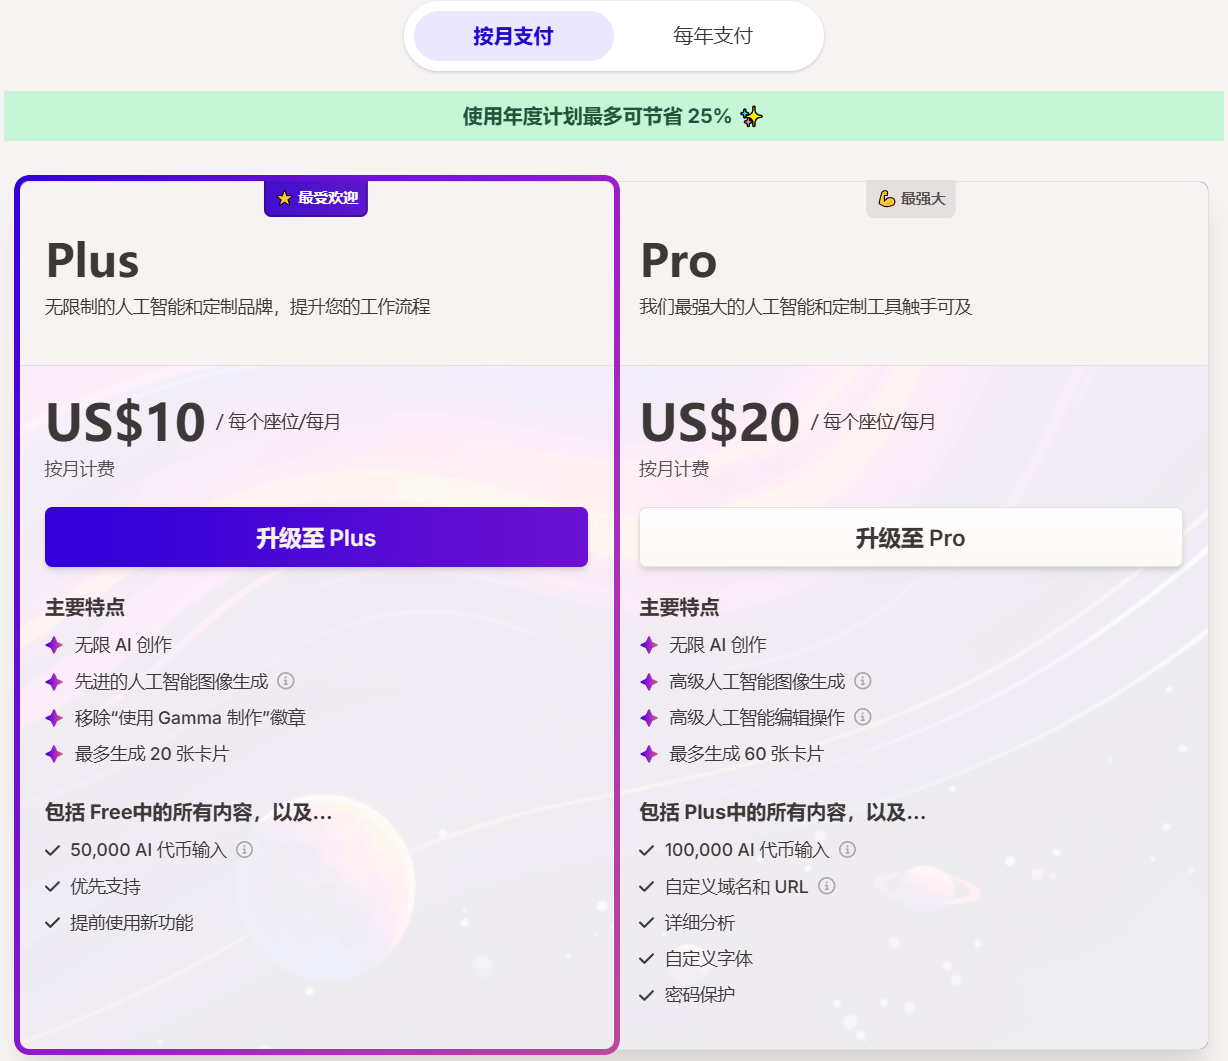 按月支付
每年支付
使用年度计划最多可节省 25% ✨
⭐ 最受欢迎
Plus
无限制的人工智能和定制品牌，提升您的工作流程
US$10 / 每个座位/每月
按月计费
升级至 Plus
主要特点
无限 AI 创作
先进的人工智能图像生成
移除“使用 Gamma 制作”徽章
最多生成 20 张卡片
包括 Free中的所有内容，以及...
50,000 AI 代币输入
优先支持
提前使用新功能
💪 最强大
Pro
我们最强大的人工智能和定制工具触手可及
US$20 / 每个座位/每月
按月计费
升级至 Pro
主要特点
无限 AI 创作
高级人工智能图像生成
高级人工智能编辑操作
最多生成 60 张卡片
包括 Plus中的所有内容，以及...
100,000 AI 代币输入
自定义域名和 URL
详细分析
自定义字体
密码保护